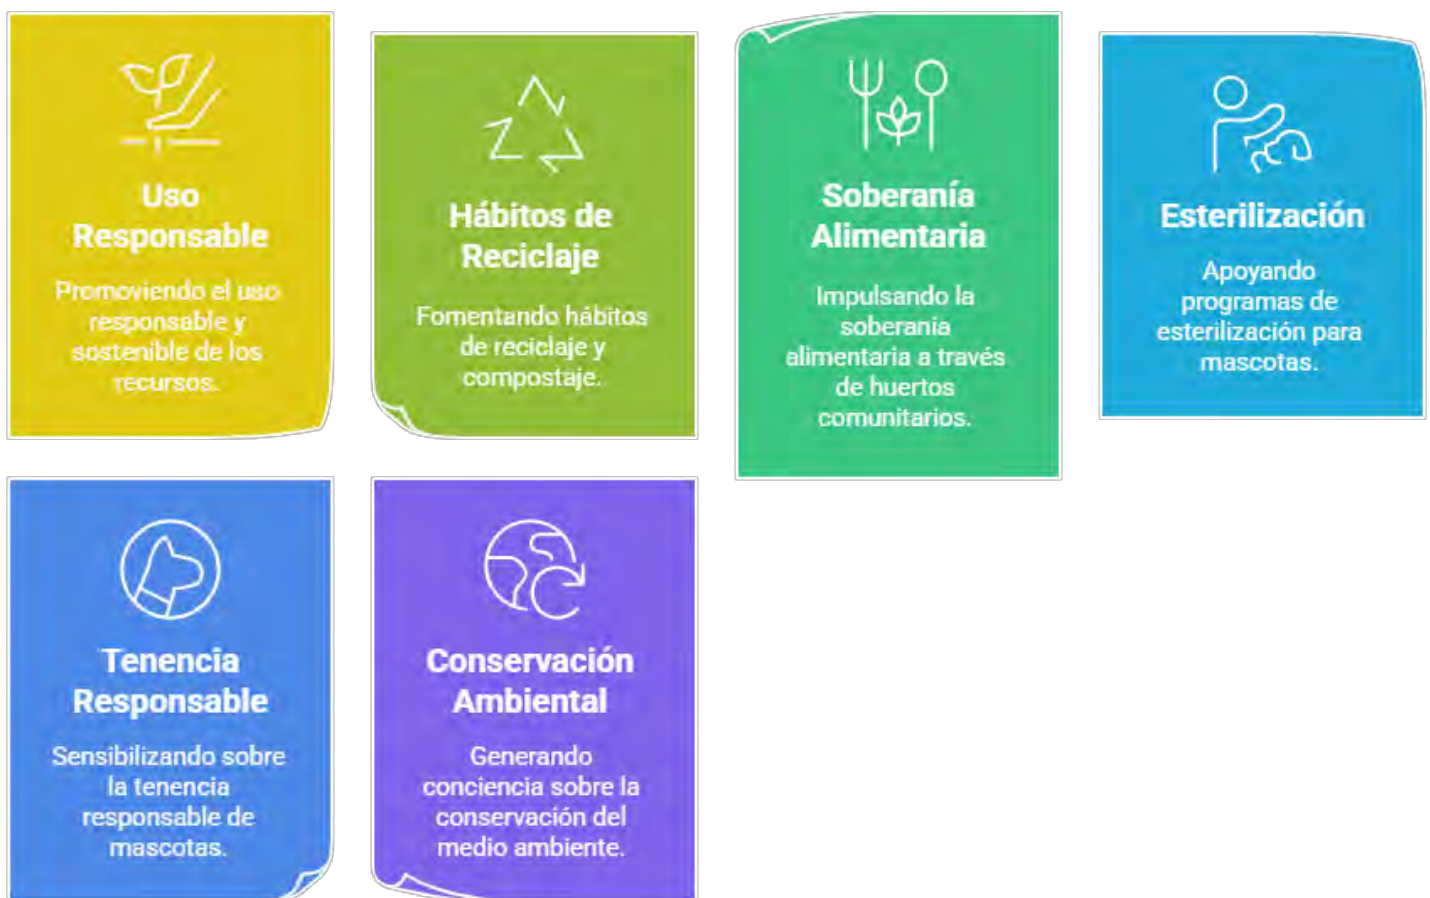 Uso
Responsable
Promoviendo el uso
responsable y
sostenible de los
recursos.
Hábitos de
Reciclaje
Fomentando hábitos
de reciclaje y
compostaje.
Soberanía
Alimentaria
Impulsando la
soberanía
alimentaria a través
de huertos
comunitarios.
Esterilización
Apoyando
programas de
esterilización para
mascotas.
Tenencia
Responsable
Sensibilizando sobre
la tenencia
responsable de
mascotas.
Conservación
Ambiental
Generando
conciencia sobre la
conservación del
medio ambiente.